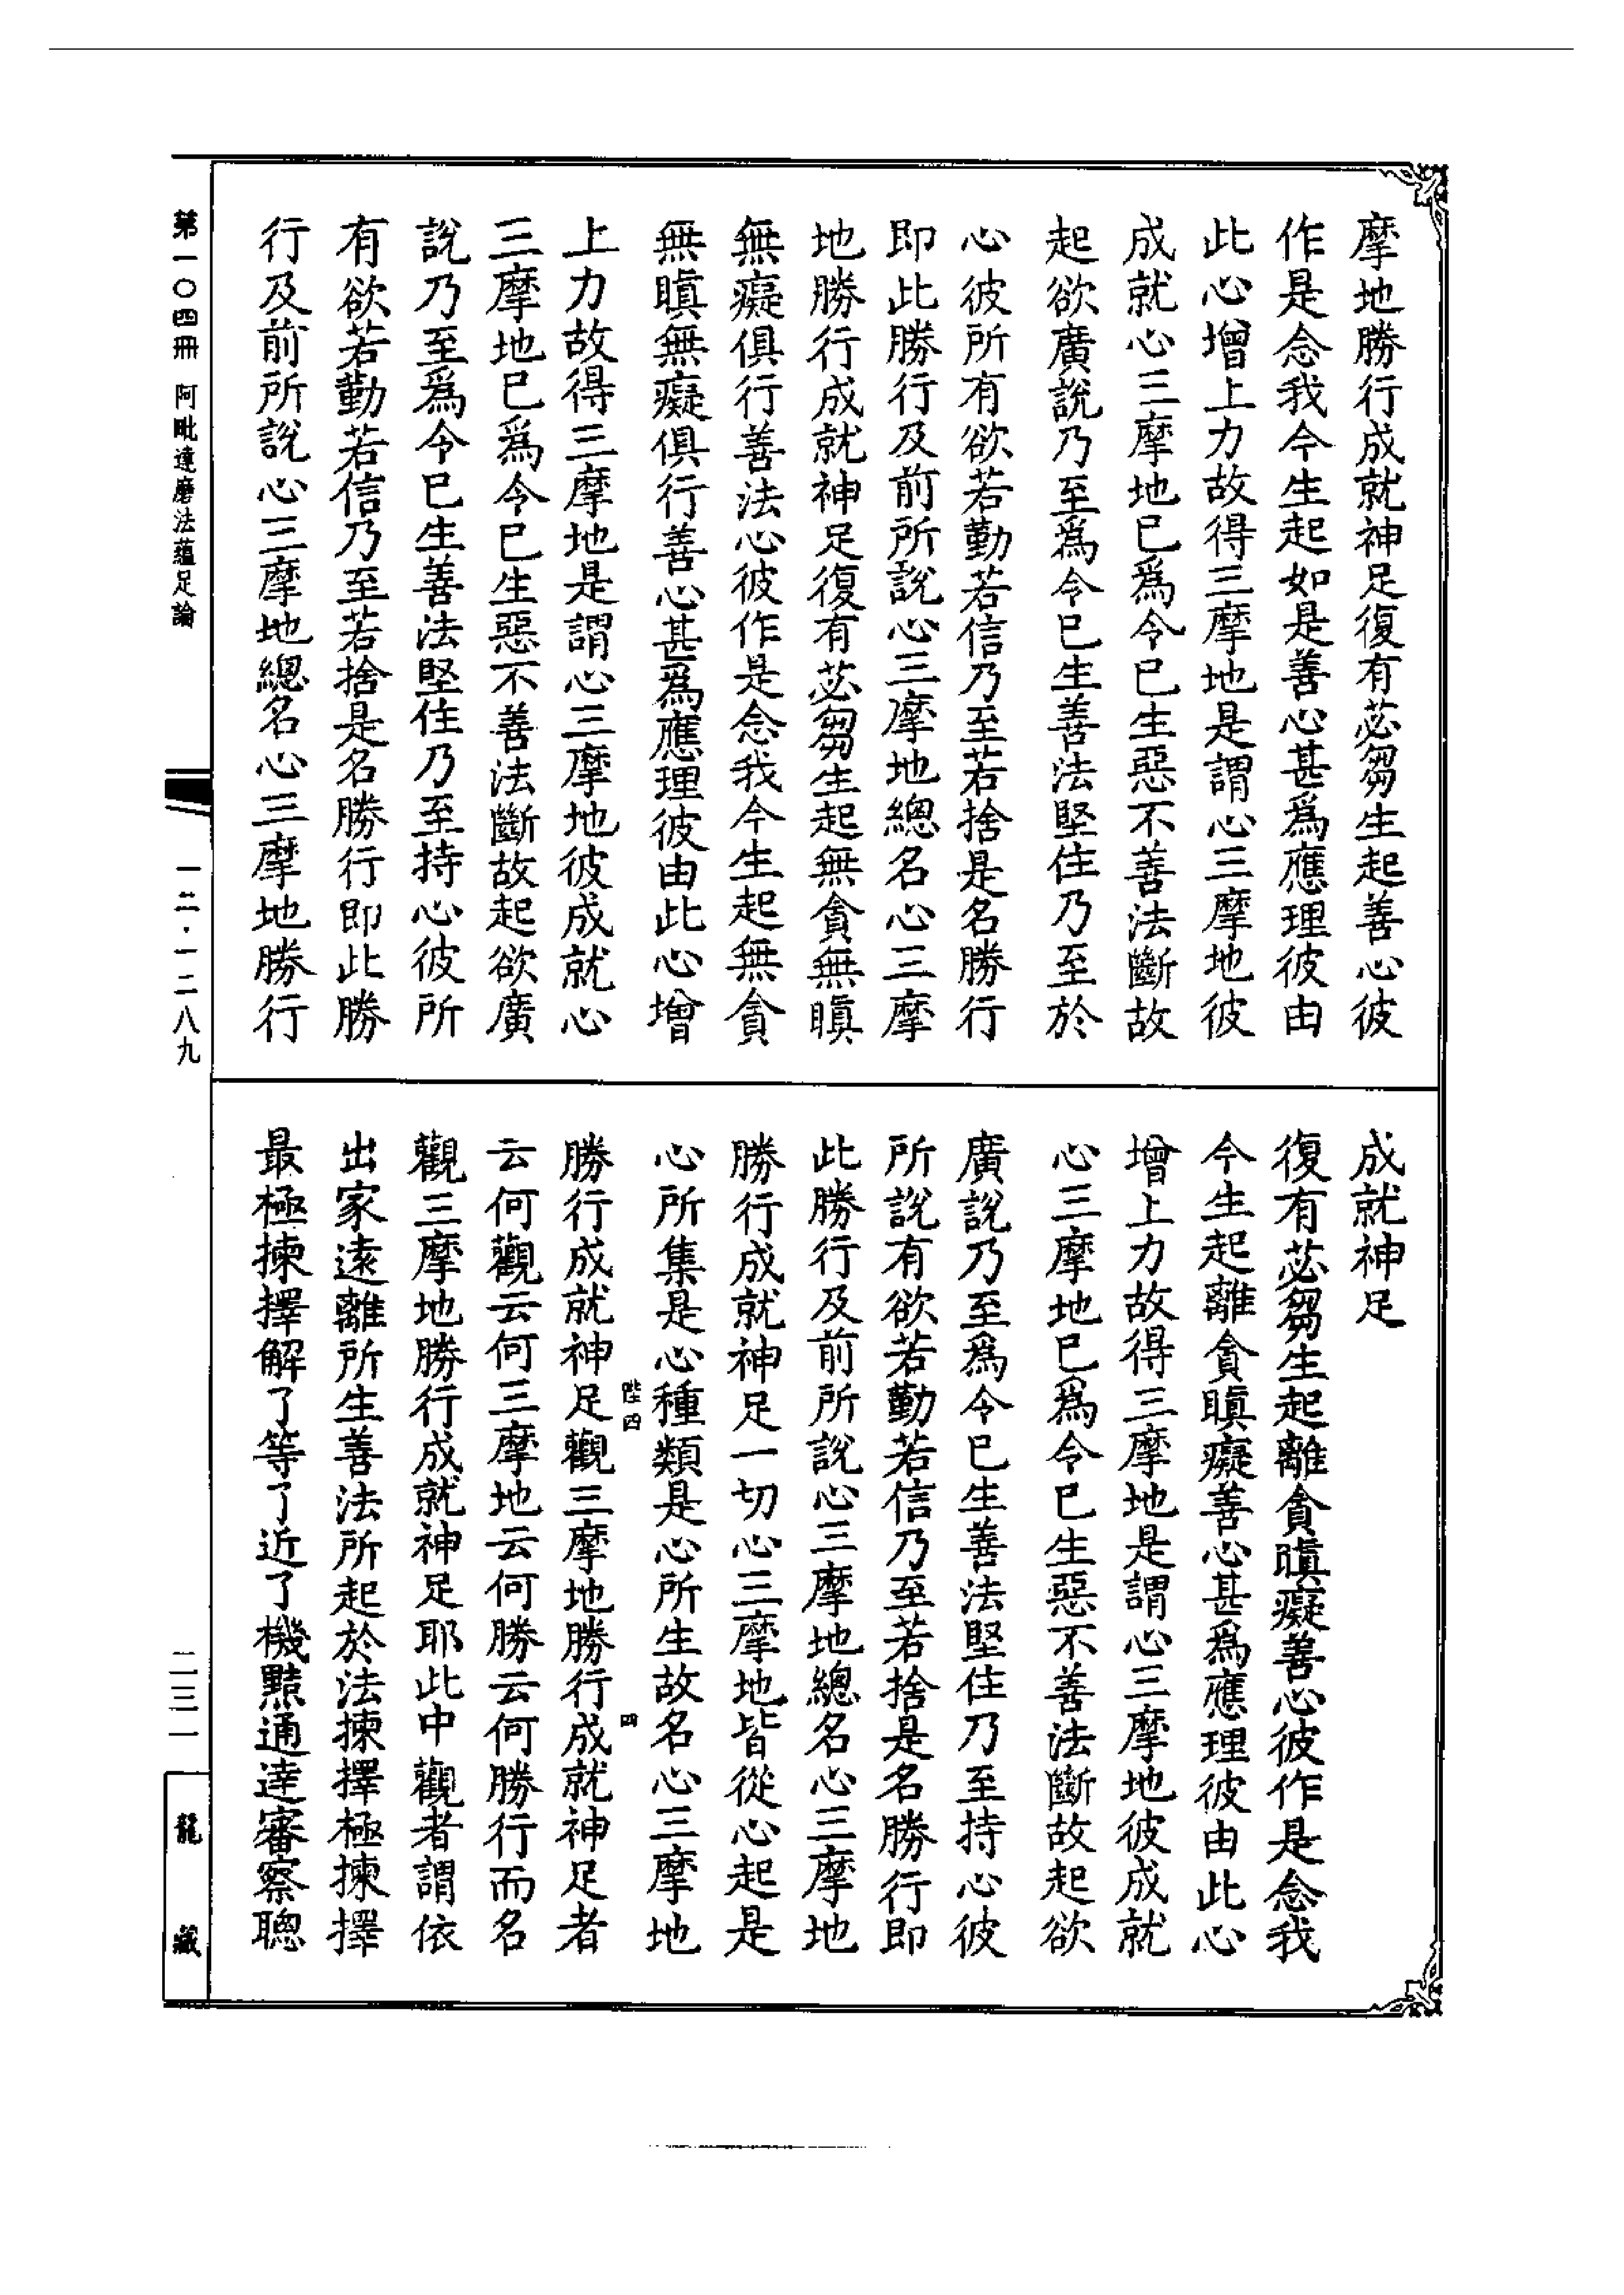 摩地勝行成就神足復有苾芻生起善心彼
作是念我今生起如是善心甚爲應理彼由
此心增上力故得三摩地是謂心三摩地彼
成就心三摩地已爲令已生惡不善法斷故
起欲廣說乃至爲令已生善法堅住乃至於
心彼所有欲若勤若信乃至若捨是名勝行
即此勝行及前所說心三摩地總名心三摩
地勝行成就神足復有苾芻生起無貪無瞋
無癡俱行善法心彼作是念我今生起無貪
無瞋無癡俱行善心甚爲應理彼由此心增
上力故得三摩地是謂心三摩地彼成就心
三摩地已爲令已生惡不善法斷故起欲廣
說乃至爲令已生善法堅住乃至持心彼所
有欲若勤若信乃至若捨是名勝行即此勝
行及前所說心三摩地總名心三摩地勝行
成就神足
復有苾芻生起離貪瞋癡善心彼作是念我
今生起離貪瞋癡善心甚爲應理彼由此心
增上力故得三摩地是謂心三摩地彼成就
心三摩地已爲令已生惡不善法斷故起欲
廣說乃至爲令已生善法堅住乃至持心彼
所說有欲若勤若信乃至若捨是名勝行即
此勝行及前所說心三摩地總名心三摩地
勝行成就神足一切心三摩地皆從心起是
心所集是心種類是心所生故名心三摩地
陛四
四
勝行成就神足觀三摩地勝行成就神足者
云何觀云何三摩地云何勝云何勝行而名
觀三摩地勝行成就神足耶此中觀者謂依
出家遠離所生善法所起於法揀擇極揀擇
最極揀擇解了等了近了機黠通達審察聰
第一〇四冊 阿毗達磨法蘊足論
一二·一二八九
二三一
龍藏